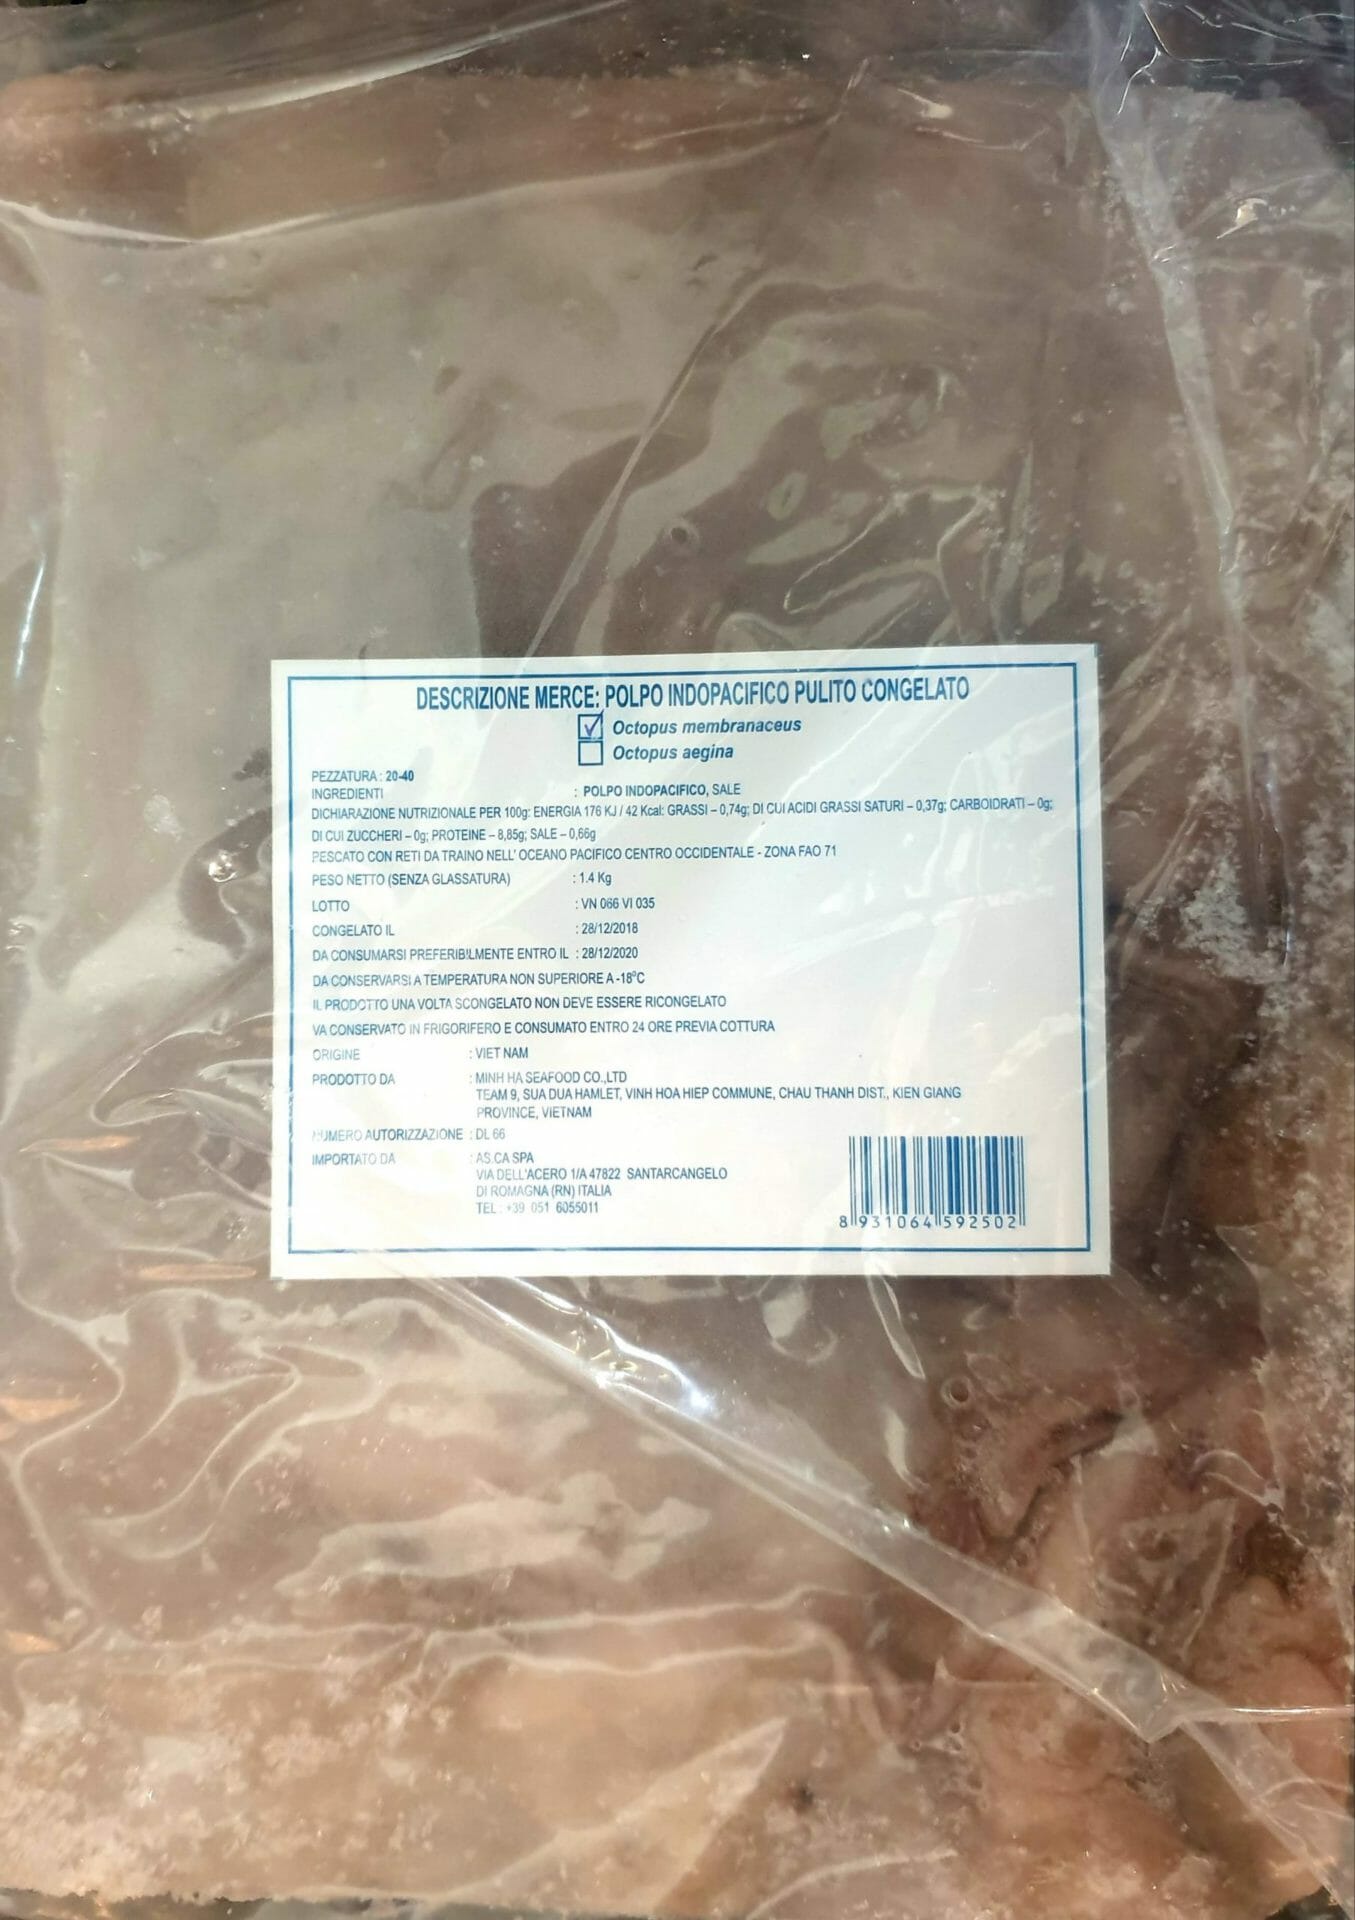 DESCRIZIONE MERCE: POLPO INDOPACIFICO PULITO CONGELATO
Octopus membranaceus
Octopus aegina
PEZZATURA : 20-40
INGREDIENTI : POLPO INDOPACIFICO, SALE
DICHIARAZIONE NUTRIZIONALE PER 100g: ENERGIA 176 KJ / 42 Kcal: GRASSI – 0,74g; DI CUI ACIDI GRASSI SATURI – 0,37g; CARBOIDRATI – 0g;
DI CUI ZUCCHERI – 0g; PROTEINE – 8,85g; SALE – 0,66g
PESCATO CON RETI DA TRAINO NELL' OCEANO PACIFICO CENTRO OCCIDENTALE - ZONA FAO 71
PESO NETTO (SENZA GLASSATURA) : 1.4 Kg
LOTTO : VN 066 VI 035
CONGELATO IL : 28/12/2018
DA CONSUMARSI PREFERIBILMENTE ENTRO IL : 28/12/2020
DA CONSERVARSI A TEMPERATURA NON SUPERIORE A -18°C
IL PRODOTTO UNA VOLTA SCONGELATO NON DEVE ESSERE RICONGELATO
VA CONSERVATO IN FRIGORIFERO E CONSUMATO ENTRO 24 ORE PREVIA COTTURA
ORIGINE : VIET NAM
PRODOTTO DA : MINH HA SEAFOOD CO.,LTD
TEAM 9, SUA DUA HAMLET, VINH HOA HIEP COMMUNE, CHAU THANH DIST., KIEN GIANG
PROVINCE, VIETNAM
NUMERO AUTORIZZAZIONE : DL 66
IMPORTATO DA : AS.CA SPA
VIA DELL'ACERO 1/A 47822 SANTARCANGELO
DI ROMAGNA (RN) ITALIA
TEL : +39 051 6055011
8 931064 592502